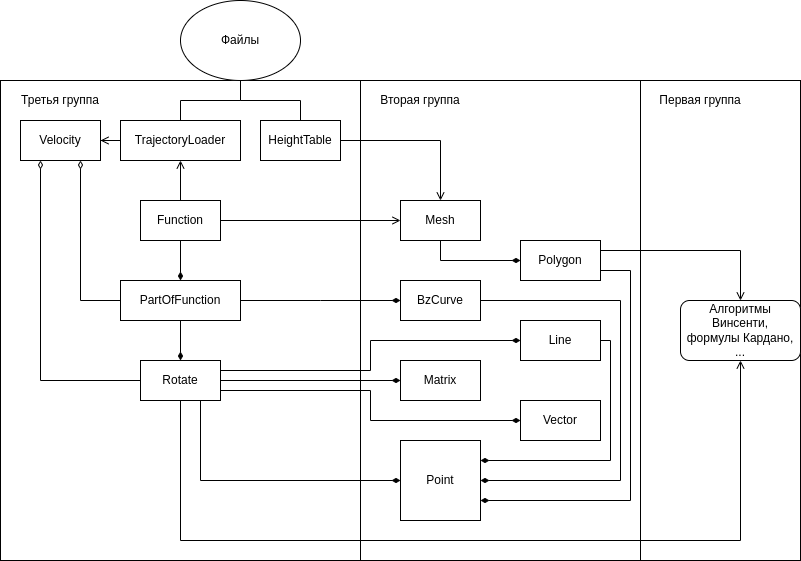 Файлы
Третья группа
Вторая группа
Первая группа
Velocity
TrajectoryLoader
HeightTable
Function
Mesh
Polygon
PartOfFunction
BzCurve
Алгоритмы
Винсенти,
формулы Кардано,
...
Line
Rotate
Matrix
Vector
Point